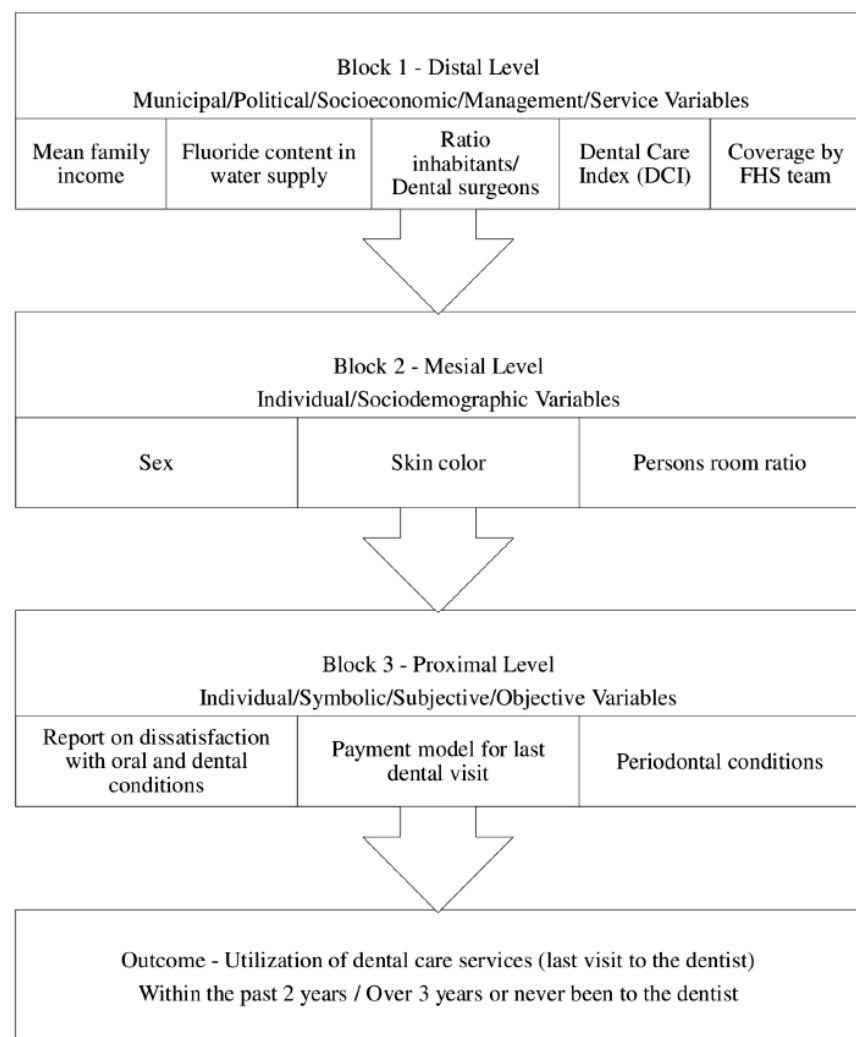 Block 1 - Distal Level
Municipal/Political/Socioeconomic/Management/Service Variables
Mean family
income
Fluoride content in
water supply
Ratio
inhabitants/
Dental surgeons
Dental Care
Index (DCI)
Coverage by
FHS team
Block 2 - Mesial Level
Individual/Sociodemographic Variables
Sex
Skin color
Persons room ratio
Block 3 - Proximal Level
Individual/Symbolic/Subjective/Objective Variables
Report on dissatisfaction
with oral and dental
conditions
Payment model for last
dental visit
Periodontal conditions
Outcome - Utilization of dental care services (last visit to the dentist)
Within the past 2 years / Over 3 years or never been to the dentist